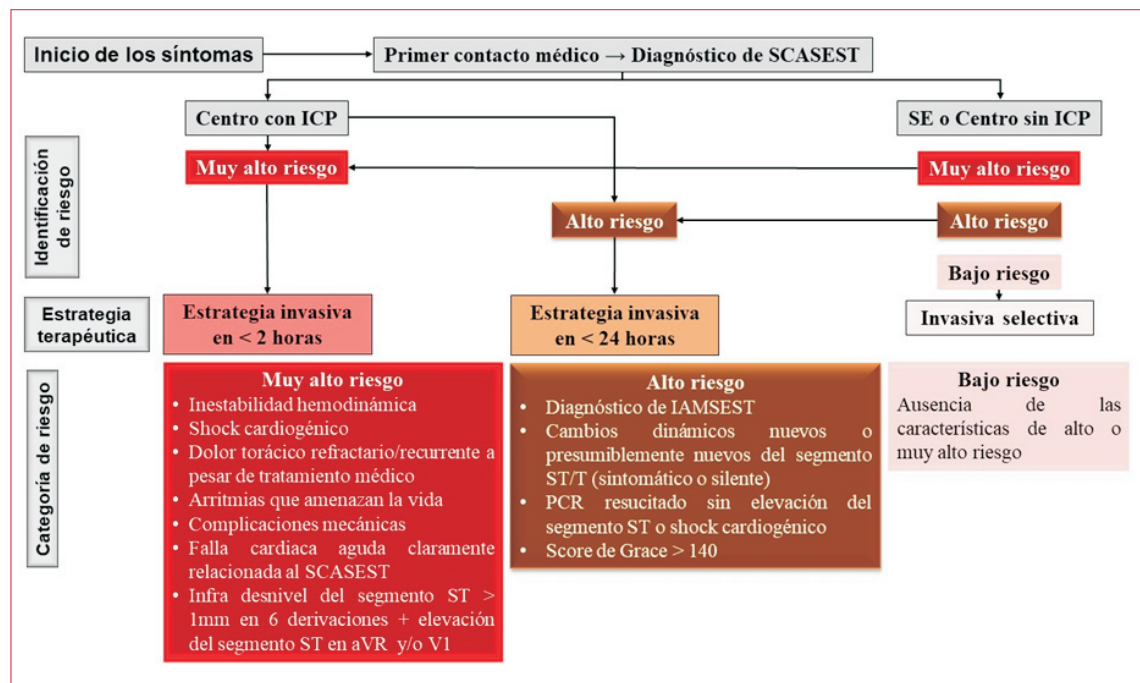 Inicio de los síntomas
Primer contacto médico → Diagnóstico de SCASEST
Centro con ICP
SE o Centro sin ICP
Identificación
de riesgo
Muy alto riesgo
Muy alto riesgo
Alto riesgo
Alto riesgo
Bajo riesgo
Estrategia
terapéutica
Estrategia invasiva
en < 2 horas
Estrategia invasiva
en < 24 horas
Invasiva selectiva
Categoría de riesgo
Muy alto riesgo
• Inestabilidad hemodinámica
• Shock cardiogénico
• Dolor torácico refractario/recurrente a
pesar de tratamiento médico
• Arritmias que amenazan la vida
• Complicaciones mecánicas
• Falla cardiaca aguda claramente
relacionada al SCASEST
• Infra desnivel del segmento ST >
1mm en 6 derivaciones + elevación
del segmento ST en aVR y/o V1
Alto riesgo
• Diagnóstico de IAMSEST
• Cambios dinámicos nuevos o
presumiblemente nuevos del segmento
ST/T (sintomático o silente)
• PCR resucitado sin elevación del
segmento ST o shock cardiogénico
• Score de Grace > 140
Bajo riesgo
Ausencia de las
características de alto o
muy alto riesgo